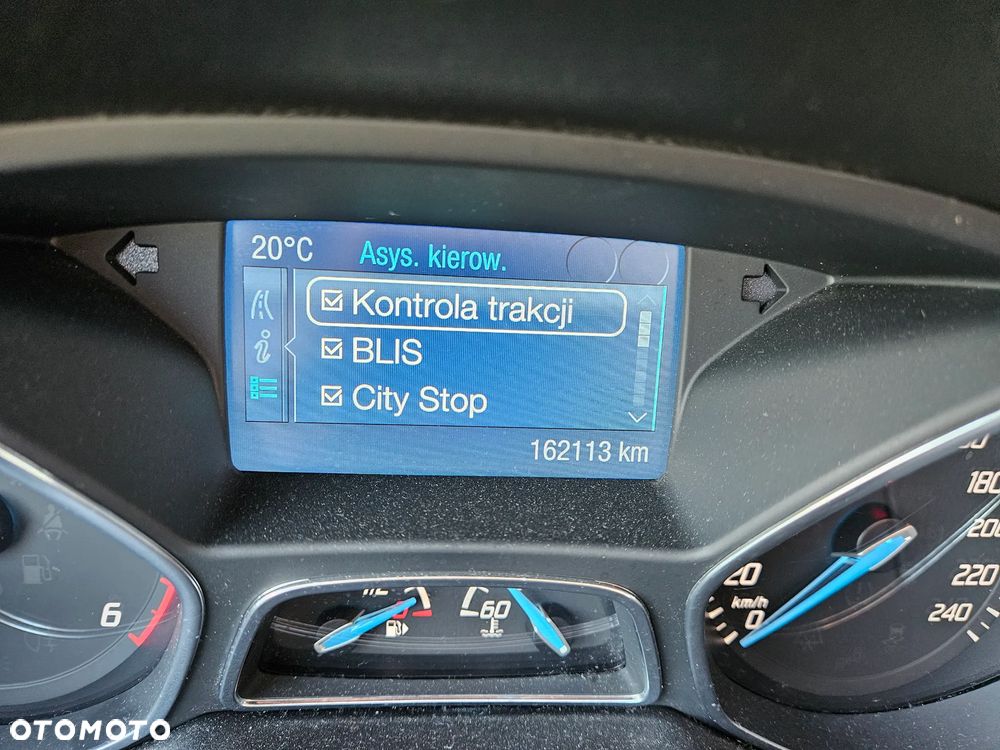 20°C
Asys. kierow.
Kontrola trakcji
BLIS
City Stop
162113 km
6
60
20
km/h
0
180
200
220
240
OTOMOTO